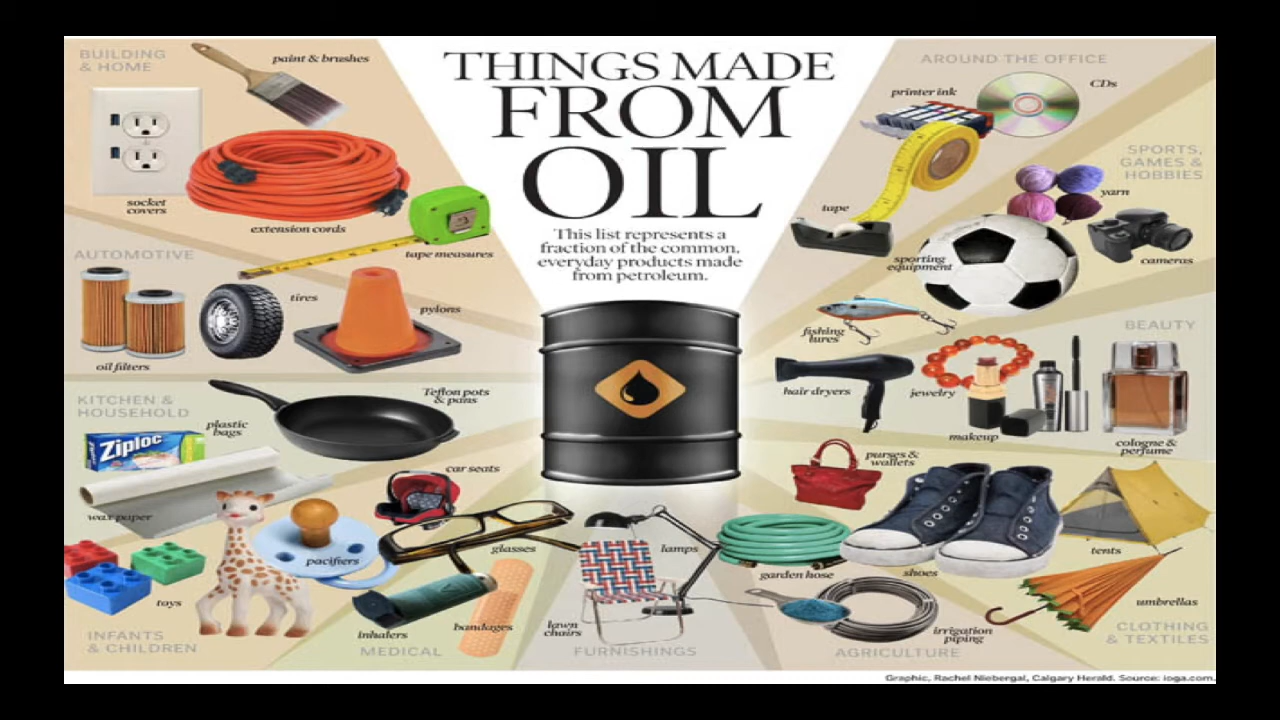 THINGS MADE
FROM
OIL
This list represents a
fraction of the common,
everyday products made
from petroleum.
BUILDING
& HOME
paint & brushes
socket
covers
extension cords
tape measures
AUTOMOTIVE
tires
pylons
oil filters
KITCHEN &
HOUSEHOLD
Teflon pots
& pans
plastic
bags
Ziploc
wax paper
car seats
pacifiers
toys
INFANTS
& CHILDREN
glasses
inhalers
bandages
MEDICAL
lawn
chairs
lamps
FURNISHINGS
AROUND THE OFFICE
printer ink
CDs
tape
SPORTS,
GAMES &
HOBBIES
yarn
sporting
equipment
cameras
fishing
lures
BEAUTY
hair dryers
jewelry
makeup
cologne &
perfume
purses &
wallets
shoes
tents
umbrellas
CLOTHING
& TEXTILES
garden hose
irrigation
piping
AGRICULTURE
Graphic, Rachel Niebergal, Calgary Herald. Source: ioga.com.